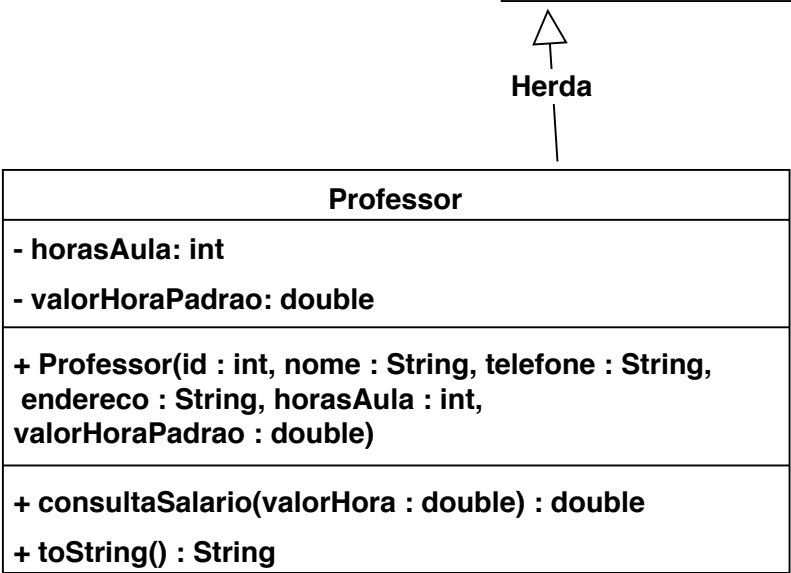 Herda
Professor
- horasAula: int
- valorHoraPadrao: double
+ Professor(id : int, nome : String, telefone : String,
endereco : String, horasAula : int,
valorHoraPadrao : double)
+ consultaSalario(valorHora : double) : double
+ toString() : String